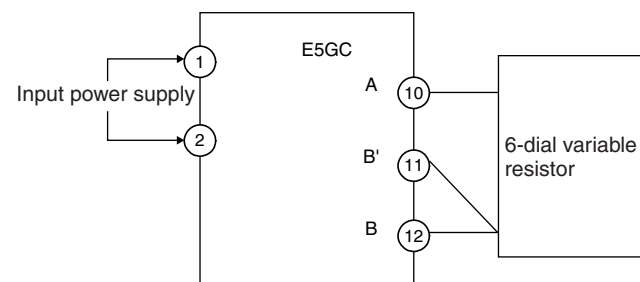 E5GC
1
Input power supply
2
A
10
B'
11
B
12
6-dial variable
resistor